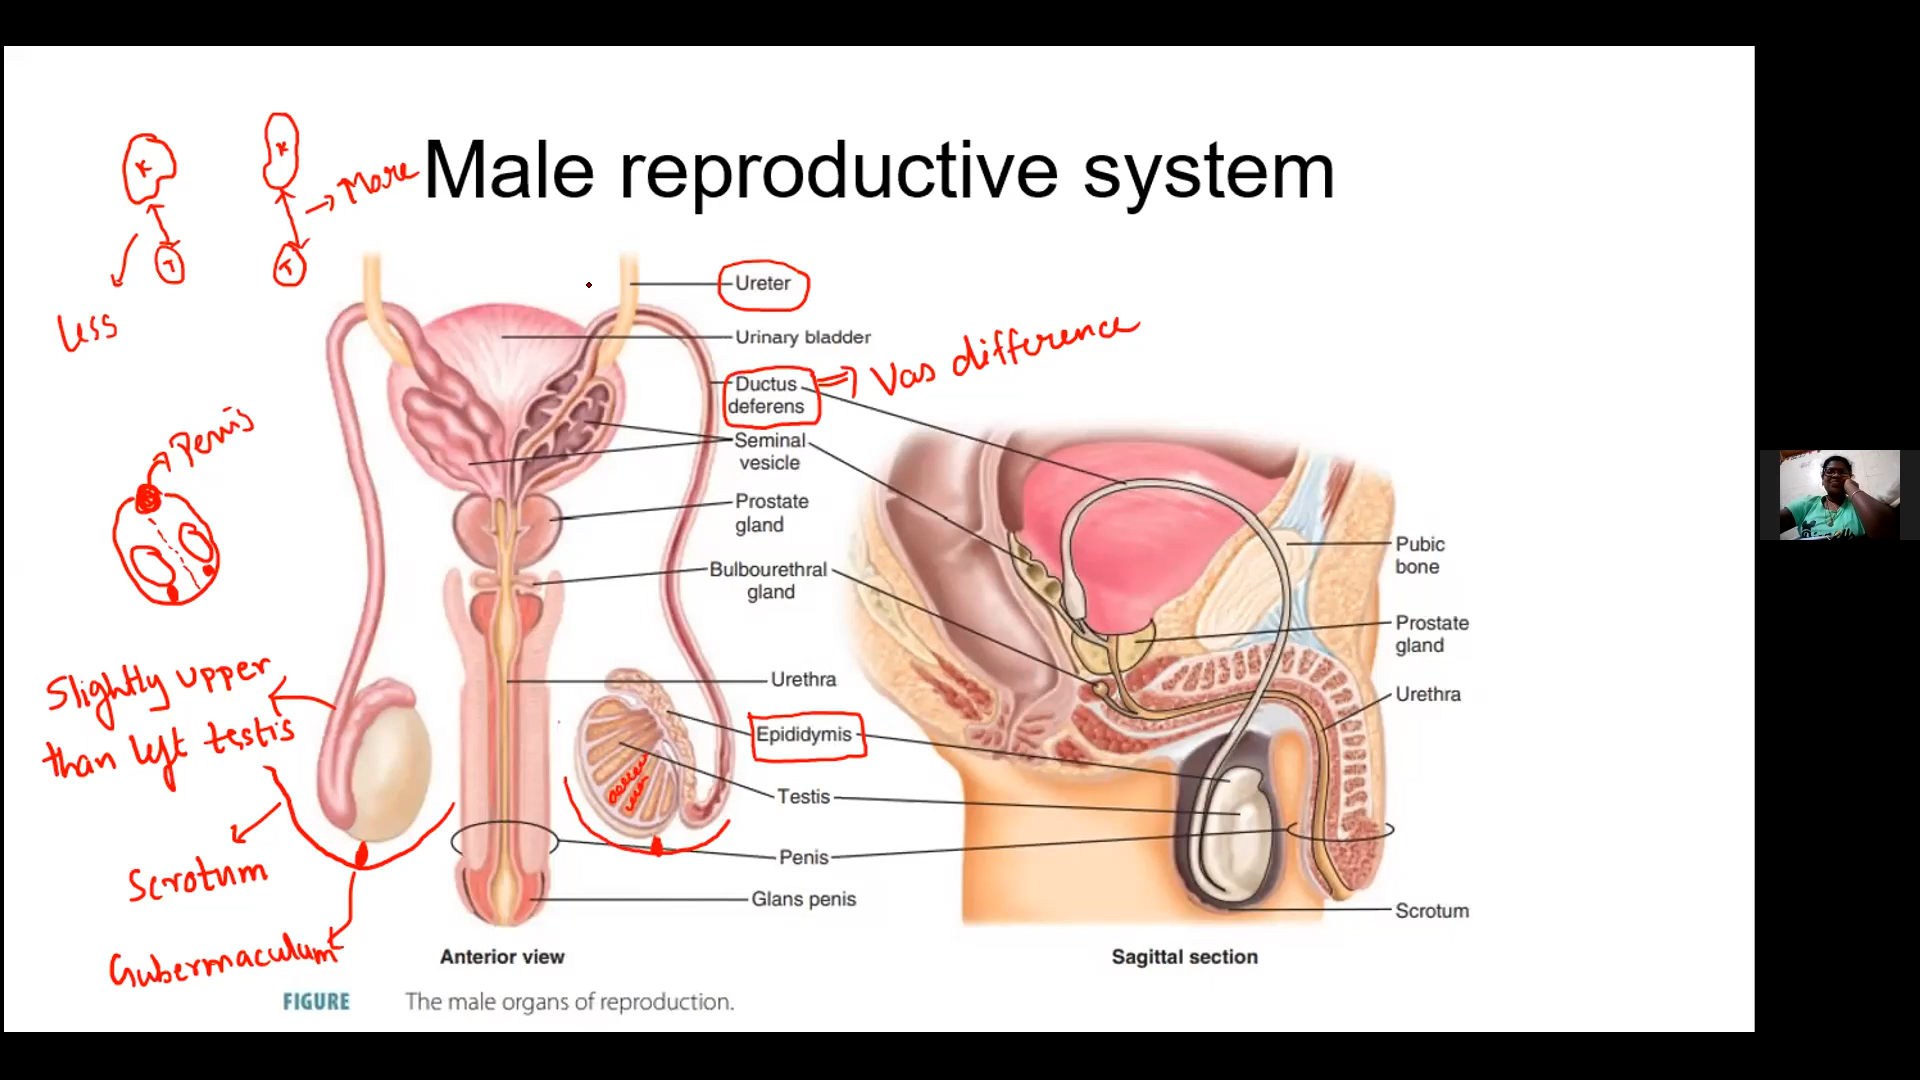 Male reproductive system
More
Less
T
T
Ureter
Urinary bladder
Vas difference
Ductus
deferens
Seminal
vesicle
Penis
Prostate
gland
Pubic
bone
Bulbourethral
gland
Prostate
gland
Slightly upper
than left testis
Urethra
Urethra
Epididymis
Testis
Scrotum
Penis
Glans penis
Scrotum
Gubermaculum
Anterior view
Sagittal section
FIGURE The male organs of reproduction.